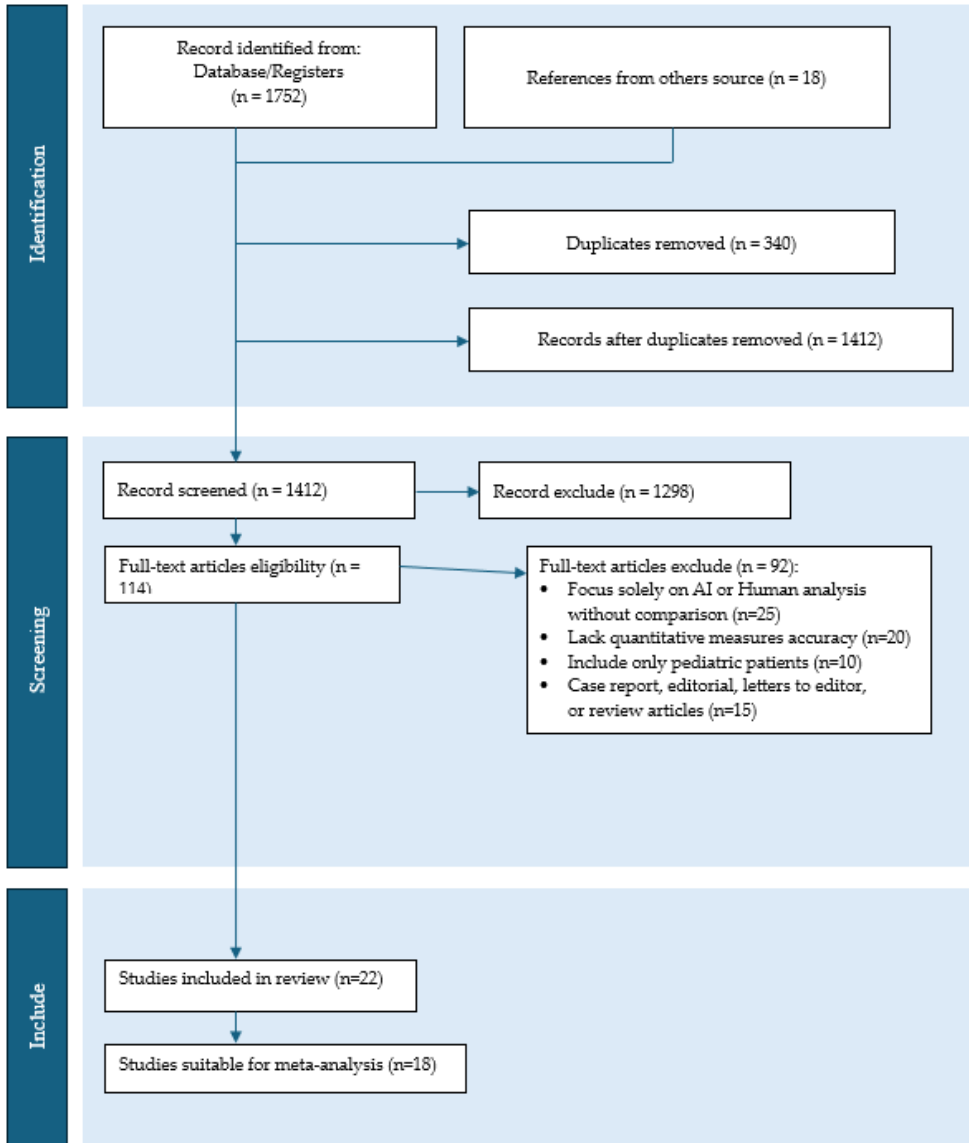 Identification
Record identified from:
Database/Registers
(n = 1752)
References from others source (n = 18)
Duplicates removed (n = 340)
Records after duplicates removed (n = 1412)
Screening
Record screened (n = 1412)
Record exclude (n = 1298)
Full-text articles eligibility (n =
114)
Full-text articles exclude (n = 92):
• Focus solely on AI or Human analysis
without comparison (n=25)
• Lack quantitative measures accuracy (n=20)
• Include only pediatric patients (n=10)
• Case report, editorial, letters to editor,
or review articles (n=15)
Include
Studies included in review (n=22)
Studies suitable for meta-analysis (n=18)